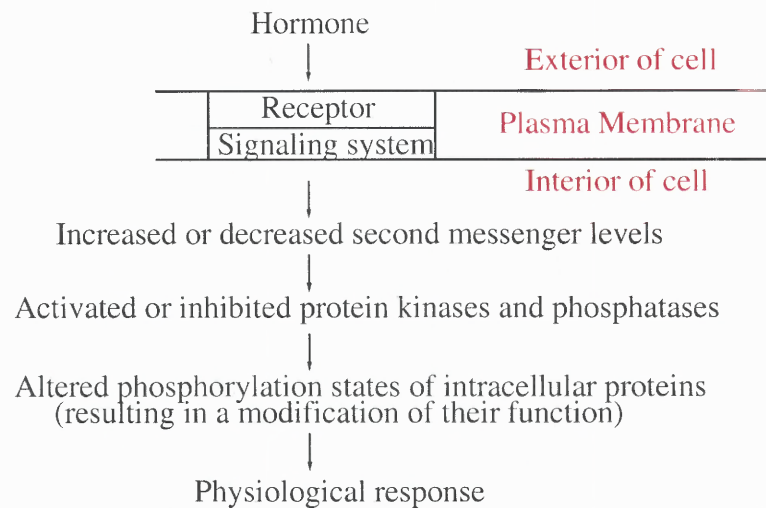 Hormone
Exterior of cell
Receptor
Plasma Membrane
Signaling system
Interior of cell
Increased or decreased second messenger levels
Activated or inhibited protein kinases and phosphatases
Altered phosphorylation states of intracellular proteins
(resulting in a modification of their function)
Physiological response